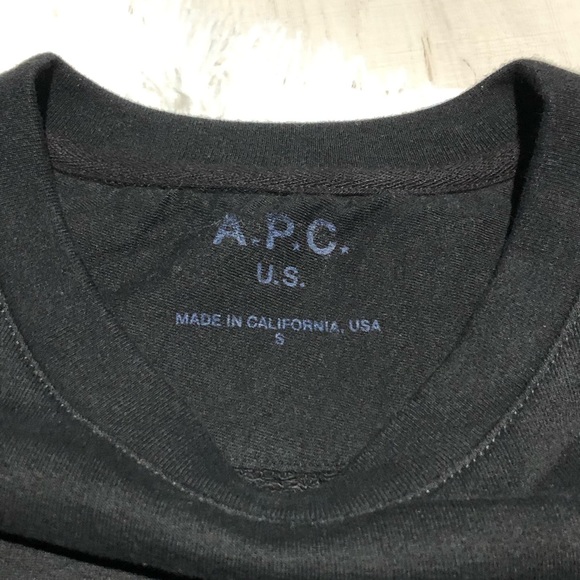 A.P.C.
U.S.
MADE IN CALIFORNIA, USA
S